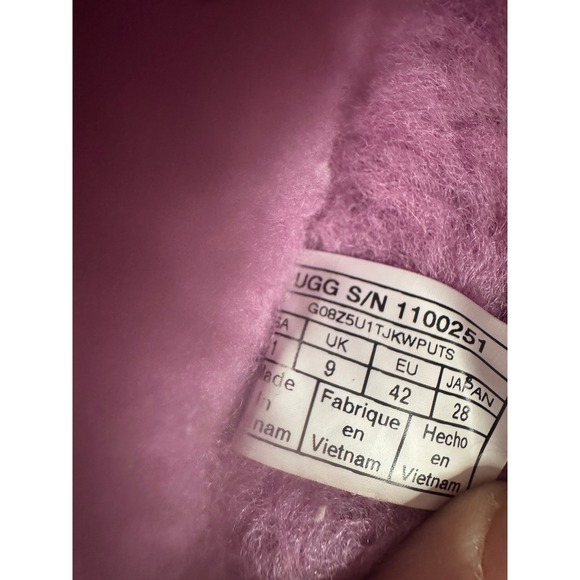 UGG S/N 1100251
G08Z5U1TJKWPUTS
UK EU JAPAN
9 42 28
Fabrique Hecho
en en
Vietnam Vietnam